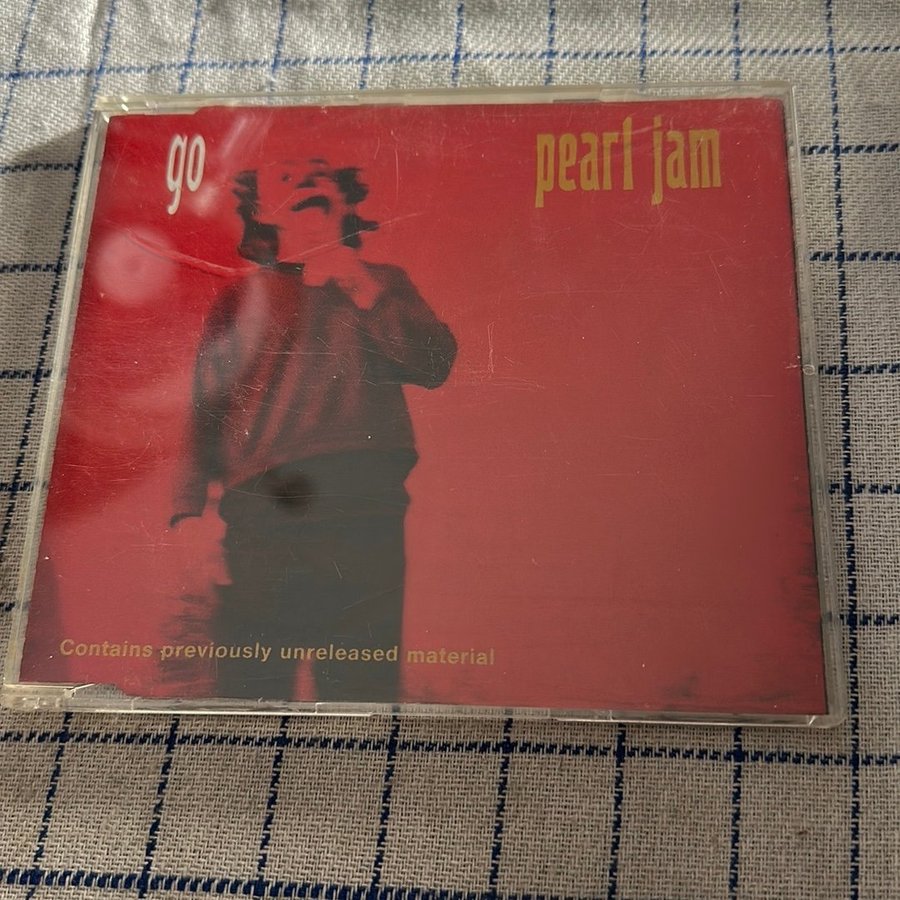 go
pearl jam
Contains previously unreleased material